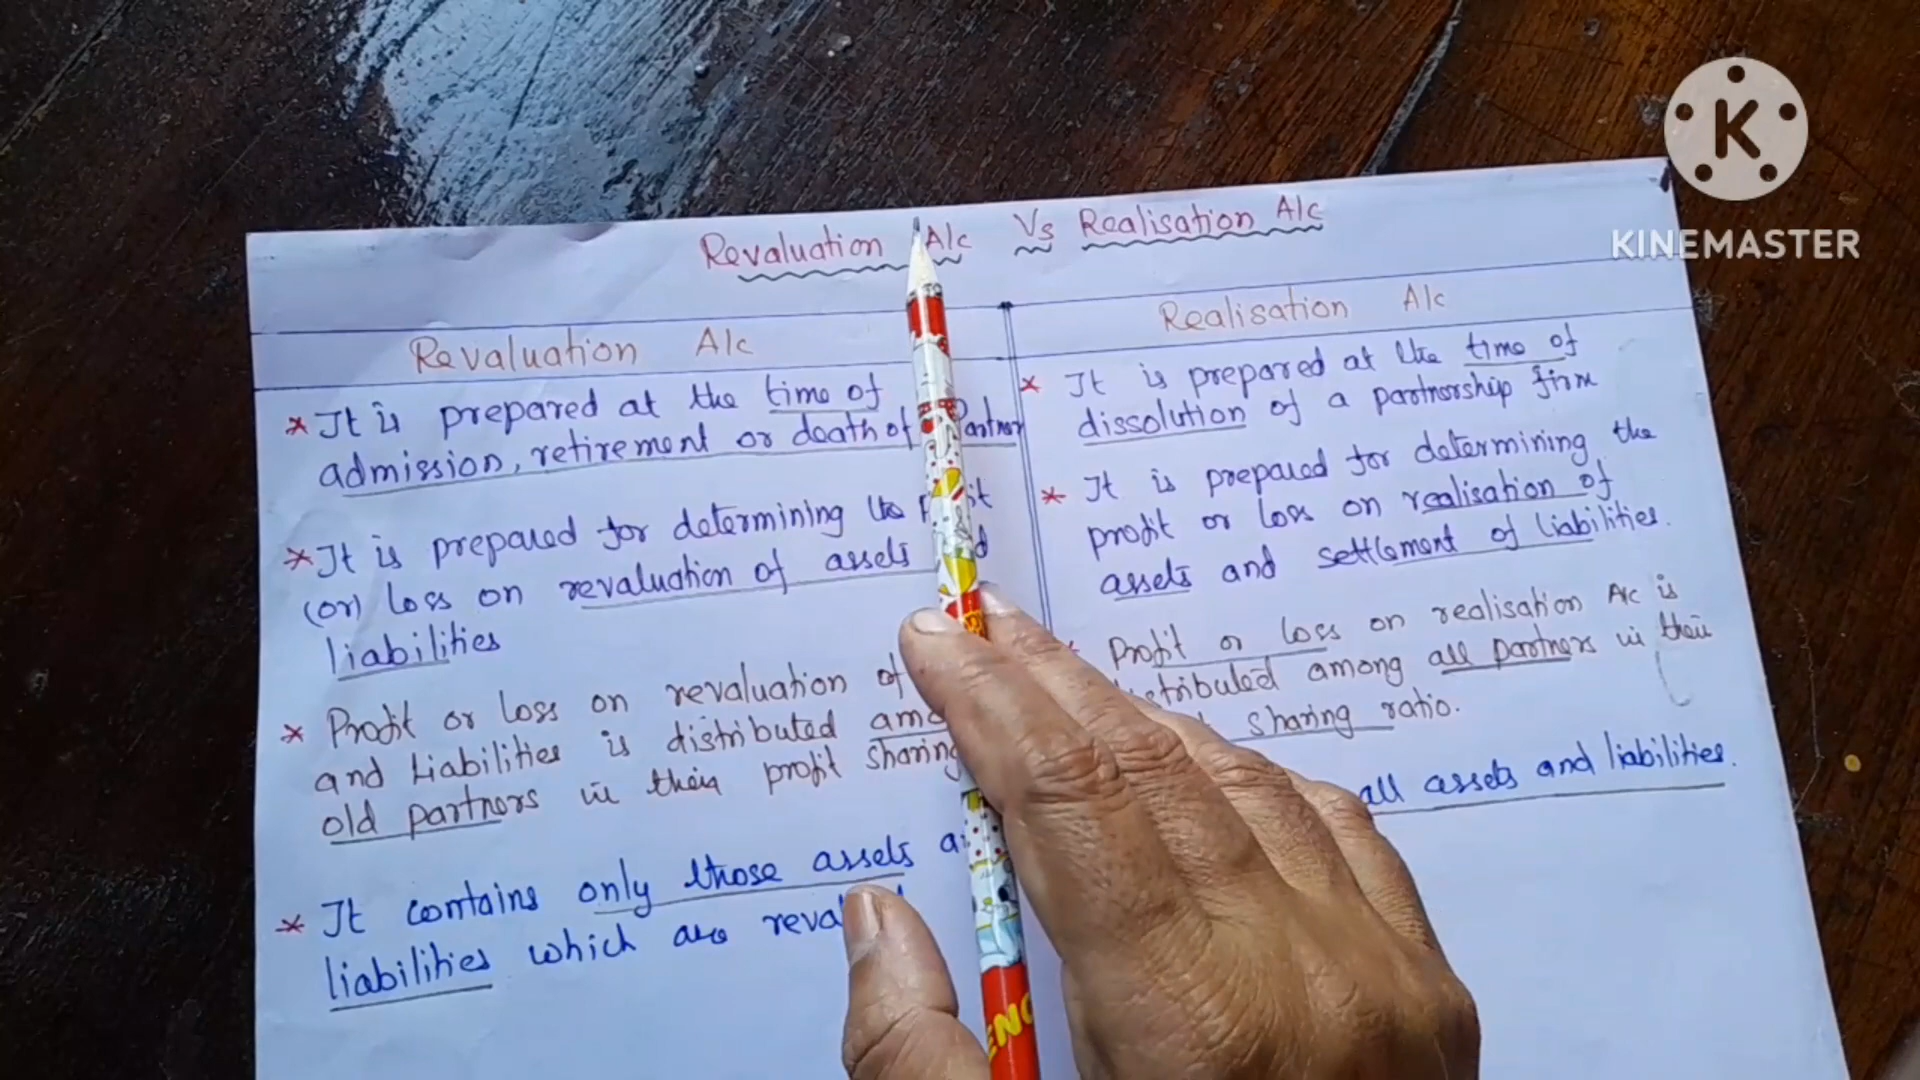 Revaluation A/c Vs Realisation A/c
KINEMASTER
Revaluation A/c
* It is prepared at the time of
admission, retirement or death of Partner
* It is prepared for determining the
(or) loss on revaluation of assets
liabilities
* Profit or loss on revaluation of
and Liabilities is distributed
old partners in their profit sharing
* It contains only those assets
liabilities which are
Realisation A/c
* It is prepared at the time of
dissolution of a partnership firm
* It is prepared for determining the
profit or loss on realisation of
assets and settlement of liabilities.
Profit or loss on realisation A/c is
among all partners in their
sharing ratio.
all assets and liabilities.
ENG